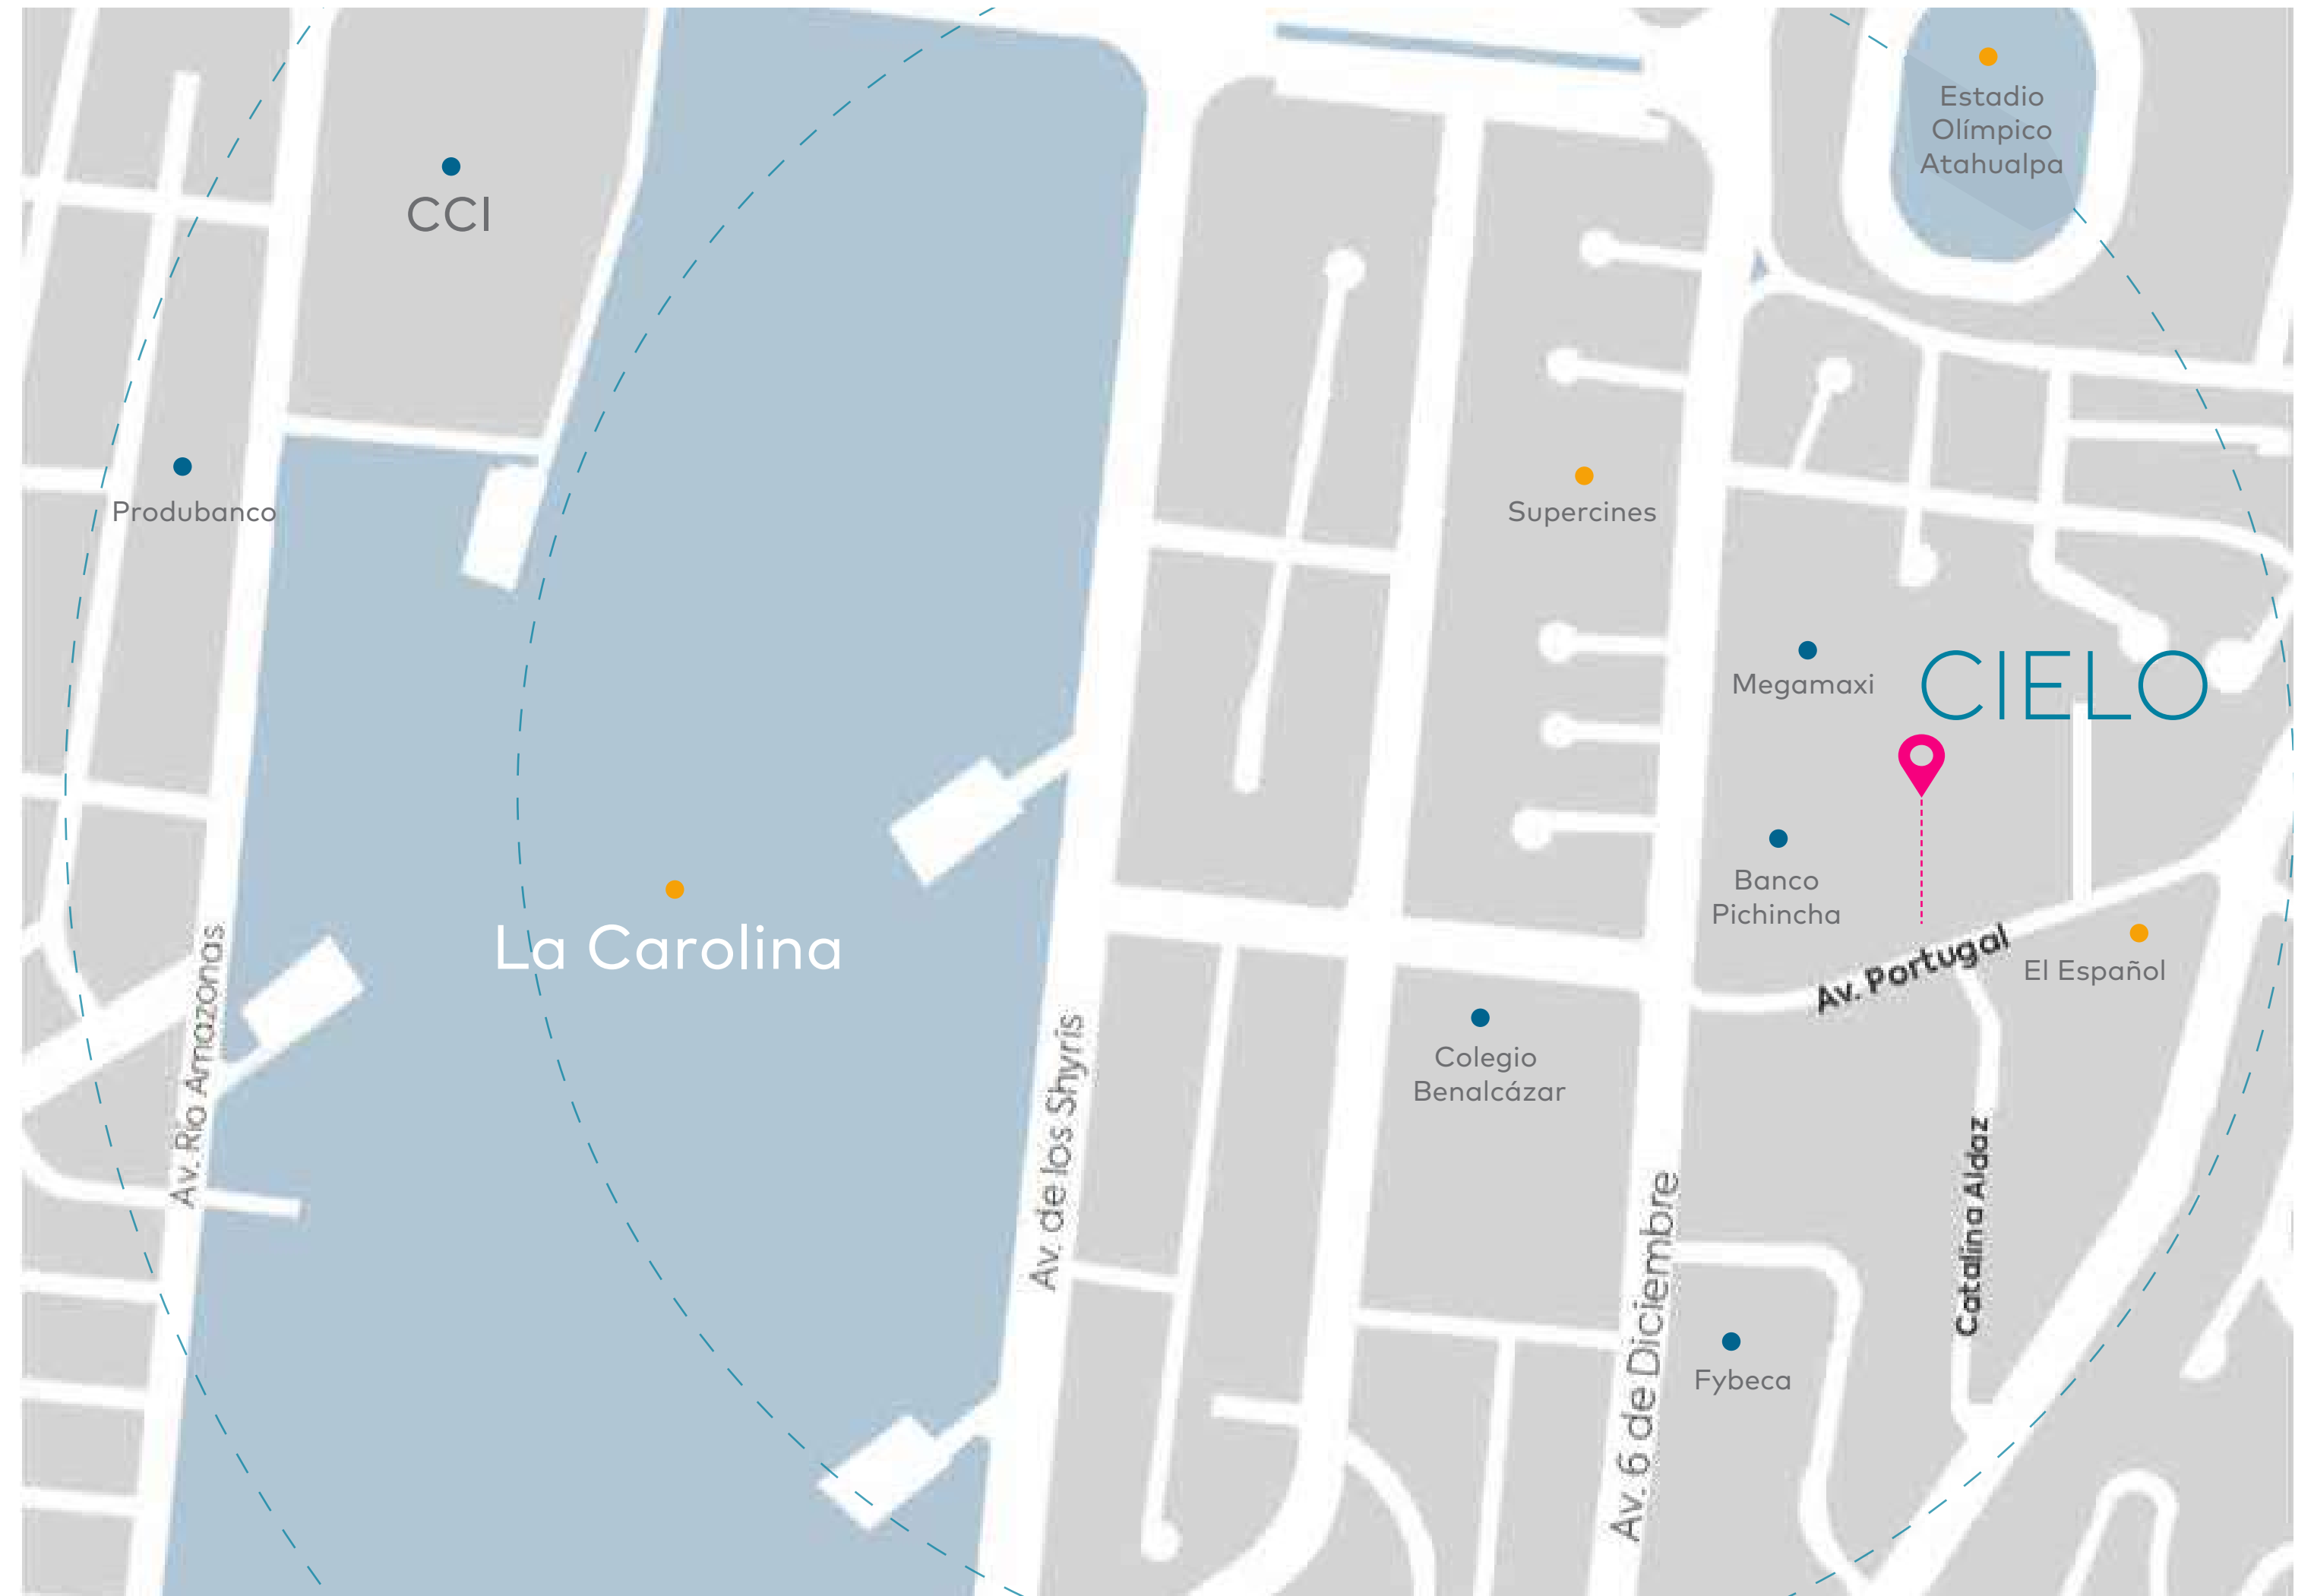 Estadio
Olímpico
Atahualpa
CCI
Produbanco
Supercines
Megamaxi
CIELO
Banco
Pichincha
La Carolina
Av. Portugal
El Español
Av. Río Amazonas
Av. de los Shyris
Colegio
Benalcázar
Catalina Aldaz
Av. 6 de Diciembre
Fybeca